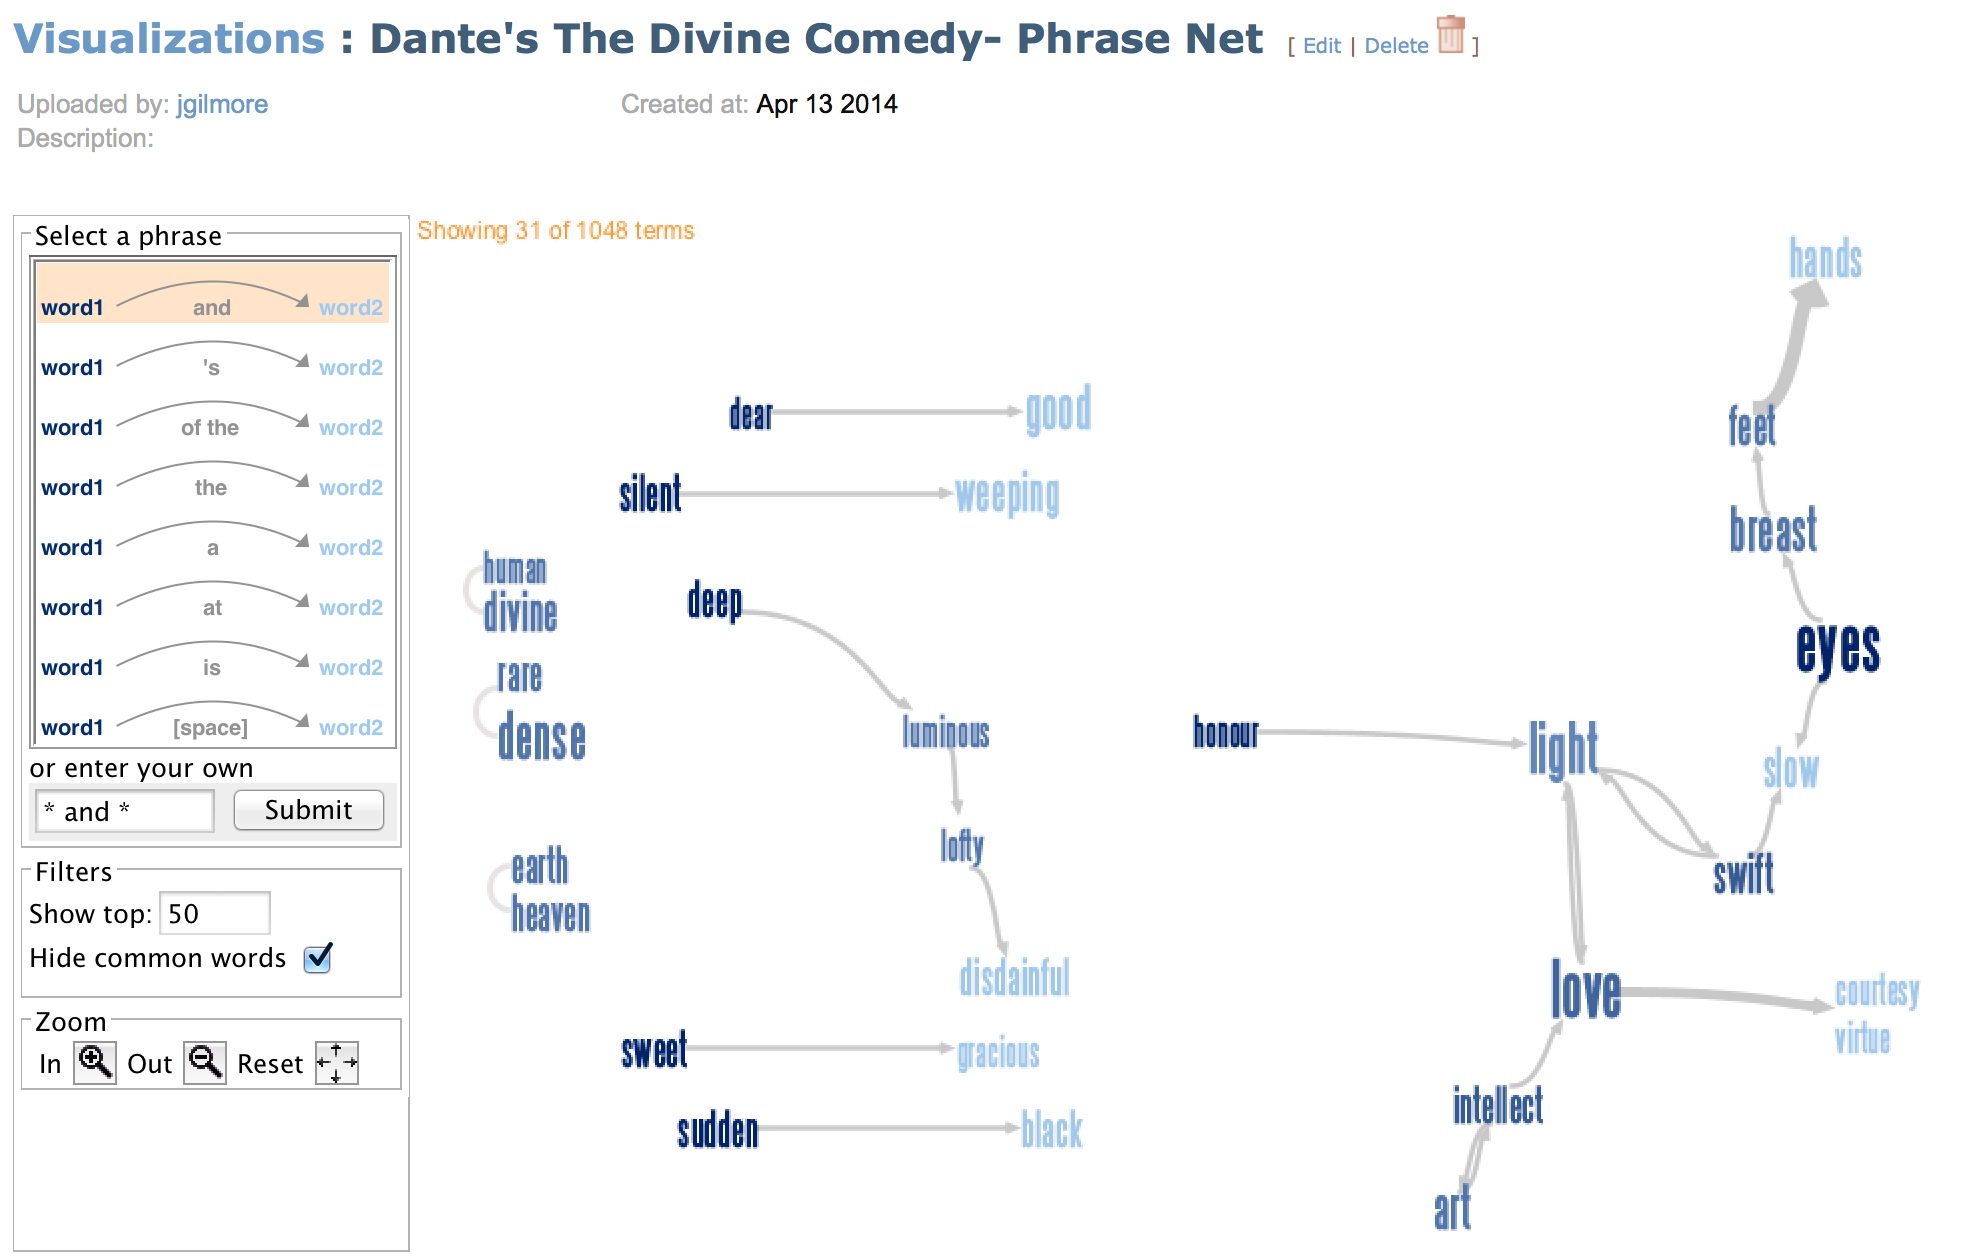 Visualizations : Dante's The Divine Comedy- Phrase Net [ Edit | Delete ]
Uploaded by: jgilmore Created at: Apr 13 2014
Description:
Select a phrase
word1 and word2
word1 's word2
word1 of the word2
word1 the word2
word1 a word2
word1 at word2
word1 is word2
word1 [space] word2
or enter your own
* and * Submit
Filters
Show top: 50
Hide common words
Zoom
In Out Reset
Showing 31 of 1048 terms
hands
dear good
feet
silent weeping
breast
human
divine
deep
eyes
rare
dense
luminous
honour
light
slow
lofty
swift
earth
heaven
disdainful
love
courtesy
virtue
sweet gracious
intellect
sudden black
art